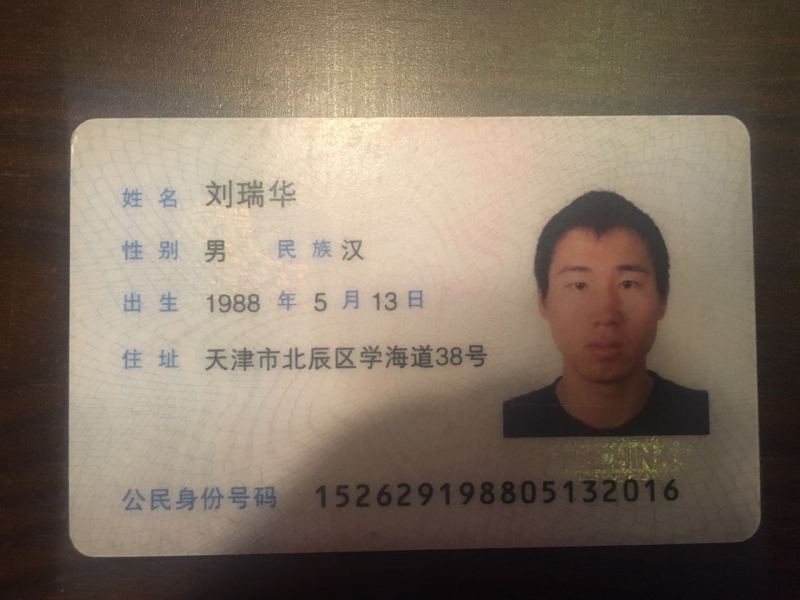 姓名 刘瑞华
性别 男 民族 汉
出生 1988 年 5 月 13 日
住址 天津市北辰区学海道38号
公民身份号码 152629198805132016